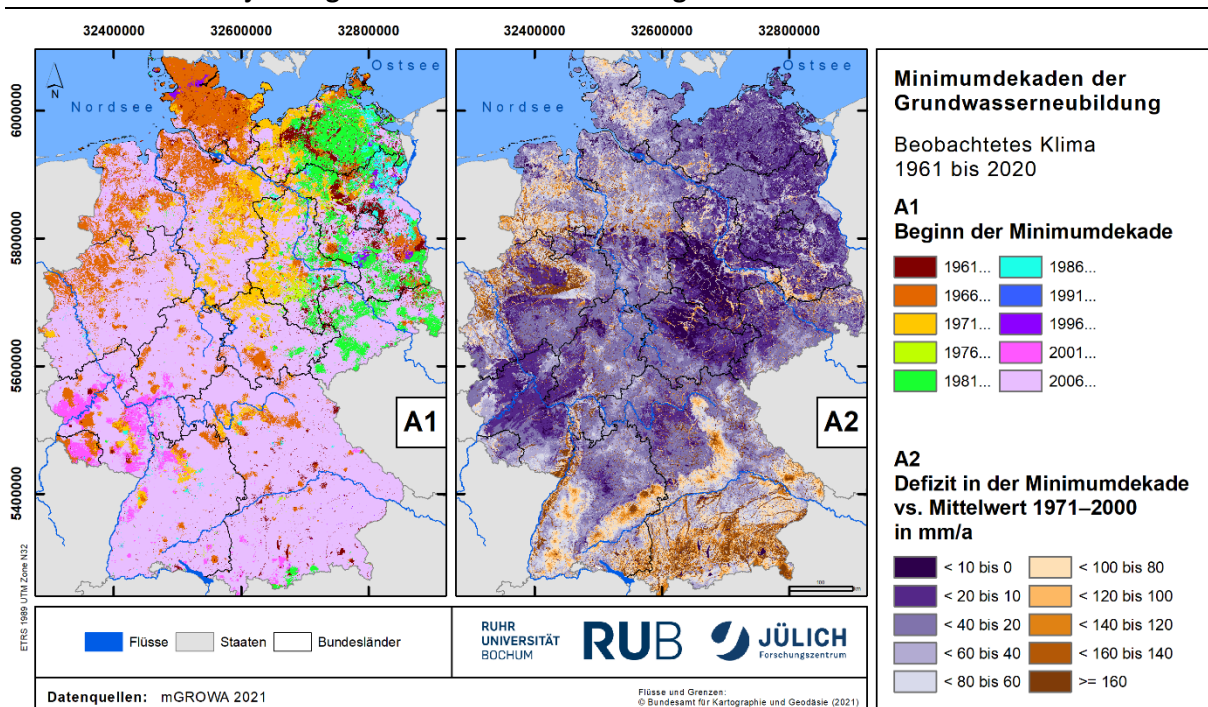 32400000 32600000 32800000
32400000 32600000 32800000
6000000
5800000
5600000
5400000
N
Nordsee
Ostsee
A1
Nordsee
Ostsee
A2
100
km
ETRS 1989 UTM Zone N32
Flüsse
Staaten
Bundesländer
RUHR
UNIVERSITÄT
BOCHUM
RUB
JÜLICH
Forschungszentrum
Datenquellen: mGROWA 2021
Flüsse und Grenzen:
© Bundesamt für Kartographie und Geodäsie (2021)
Minimumdekaden der
Grundwasserneubildung
Beobachtetes Klima
1961 bis 2020
A1
Beginn der Minimumdekade
1961... 1986...
1966... 1991...
1971... 1996...
1976... 2001...
1981... 2006...
A2
Defizit in der Minimumdekade
vs. Mittelwert 1971–2000
in mm/a
< 10 bis 0 < 100 bis 80
< 20 bis 10 < 120 bis 100
< 40 bis 20 < 140 bis 120
< 60 bis 40 < 160 bis 140
< 80 bis 60 >= 160